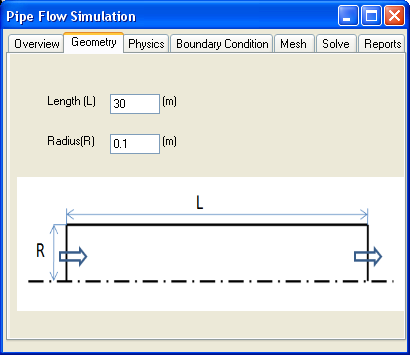 Pipe Flow Simulation
Overview Geometry Physics Boundary Condition Mesh Solve Reports
Length (L) 30 (m)
Radius(R) 0.1 (m)
L
R